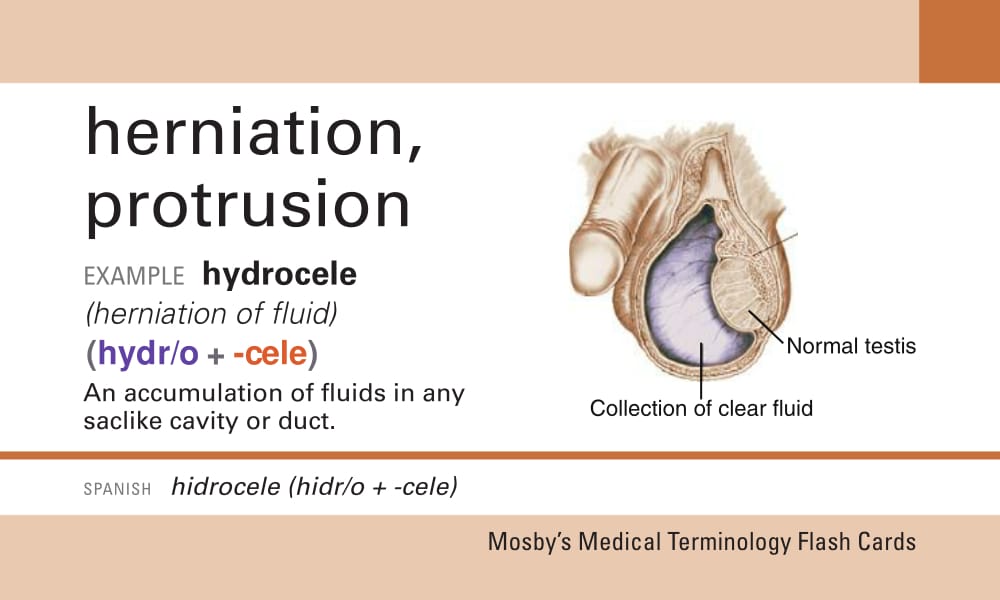 herniation,
protrusion
EXAMPLE hydrocele
(herniation of fluid)
(hydr/o + -cele)
An accumulation of fluids in any
saclike cavity or duct.
Normal testis
Collection of clear fluid
SPANISH hidrocele (hidr/o + -cele)
Mosby's Medical Terminology Flash Cards